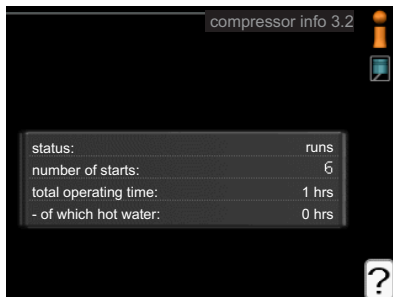 compressor info 3.2
status: runs
number of starts: 6
total operating time: 1 hrs
- of which hot water: 0 hrs
?